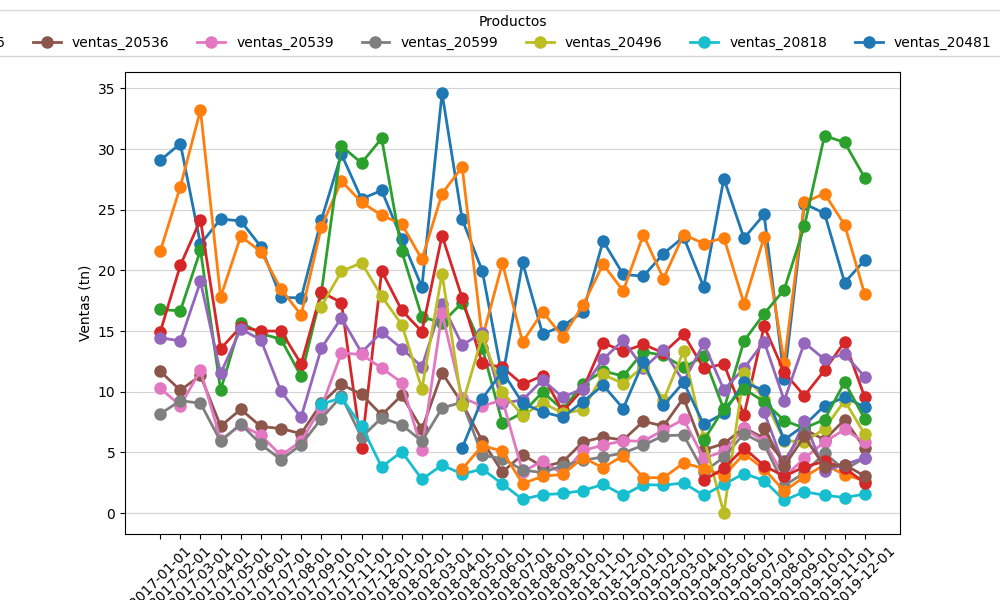 Productos
6 ventas_20536 ventas_20539 ventas_20599 ventas_20496 ventas_20818 ventas_20481
Ventas (tn)
35
30
25
20
15
10
5
0
2017-01-01 2017-02-01 2017-03-01 2017-04-01 2017-05-01 2017-06-01 2017-07-01 2017-08-01 2017-09-01 2017-10-01 2017-11-01 2017-12-01 2018-01-01 2018-02-01 2018-03-01 2018-04-01 2018-05-01 2018-06-01 2018-07-01 2018-08-01 2018-09-01 2018-10-01 2018-11-01 2018-12-01 2019-01-01 2019-02-01 2019-03-01 2019-04-01 2019-05-01 2019-06-01 2019-07-01 2019-08-01 2019-09-01 2019-10-01 2019-11-01 2019-12-01